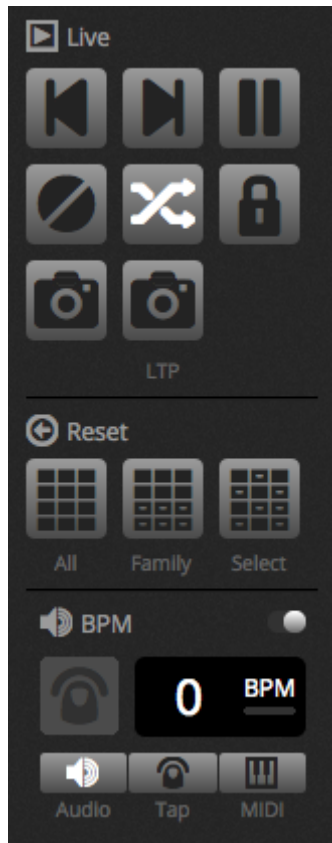 Live
LTP
Reset
All Family Select
BPM
0 BPM
Audio Tap MIDI